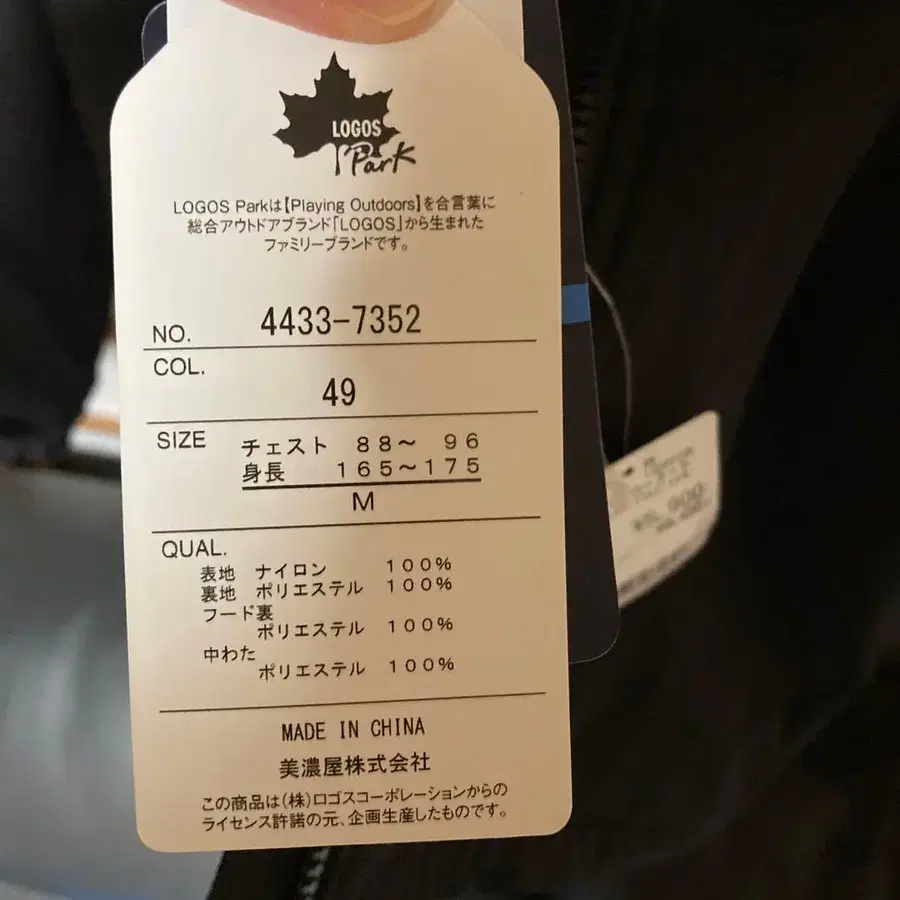 LOGOS
Park
LOGOS Parkは【Playing Outdoors】を合言葉に
総合アウトドアブランド「LOGOS」から生まれた
ファミリーブランドです。
NO. 4433-7352
COL.
49
SIZE チェスト 88～ 96
身長 165～175
M
QUAL.
表地 ナイロン 100%
裏地 ポリエステル 100%
フード裏
ポリエステル 100%
中わた
ポリエステル 100%
MADE IN CHINA
美濃屋株式会社
この商品は(株)ロゴスコーポレーションからの
ライセンス許諾の元、企画生産したものです。